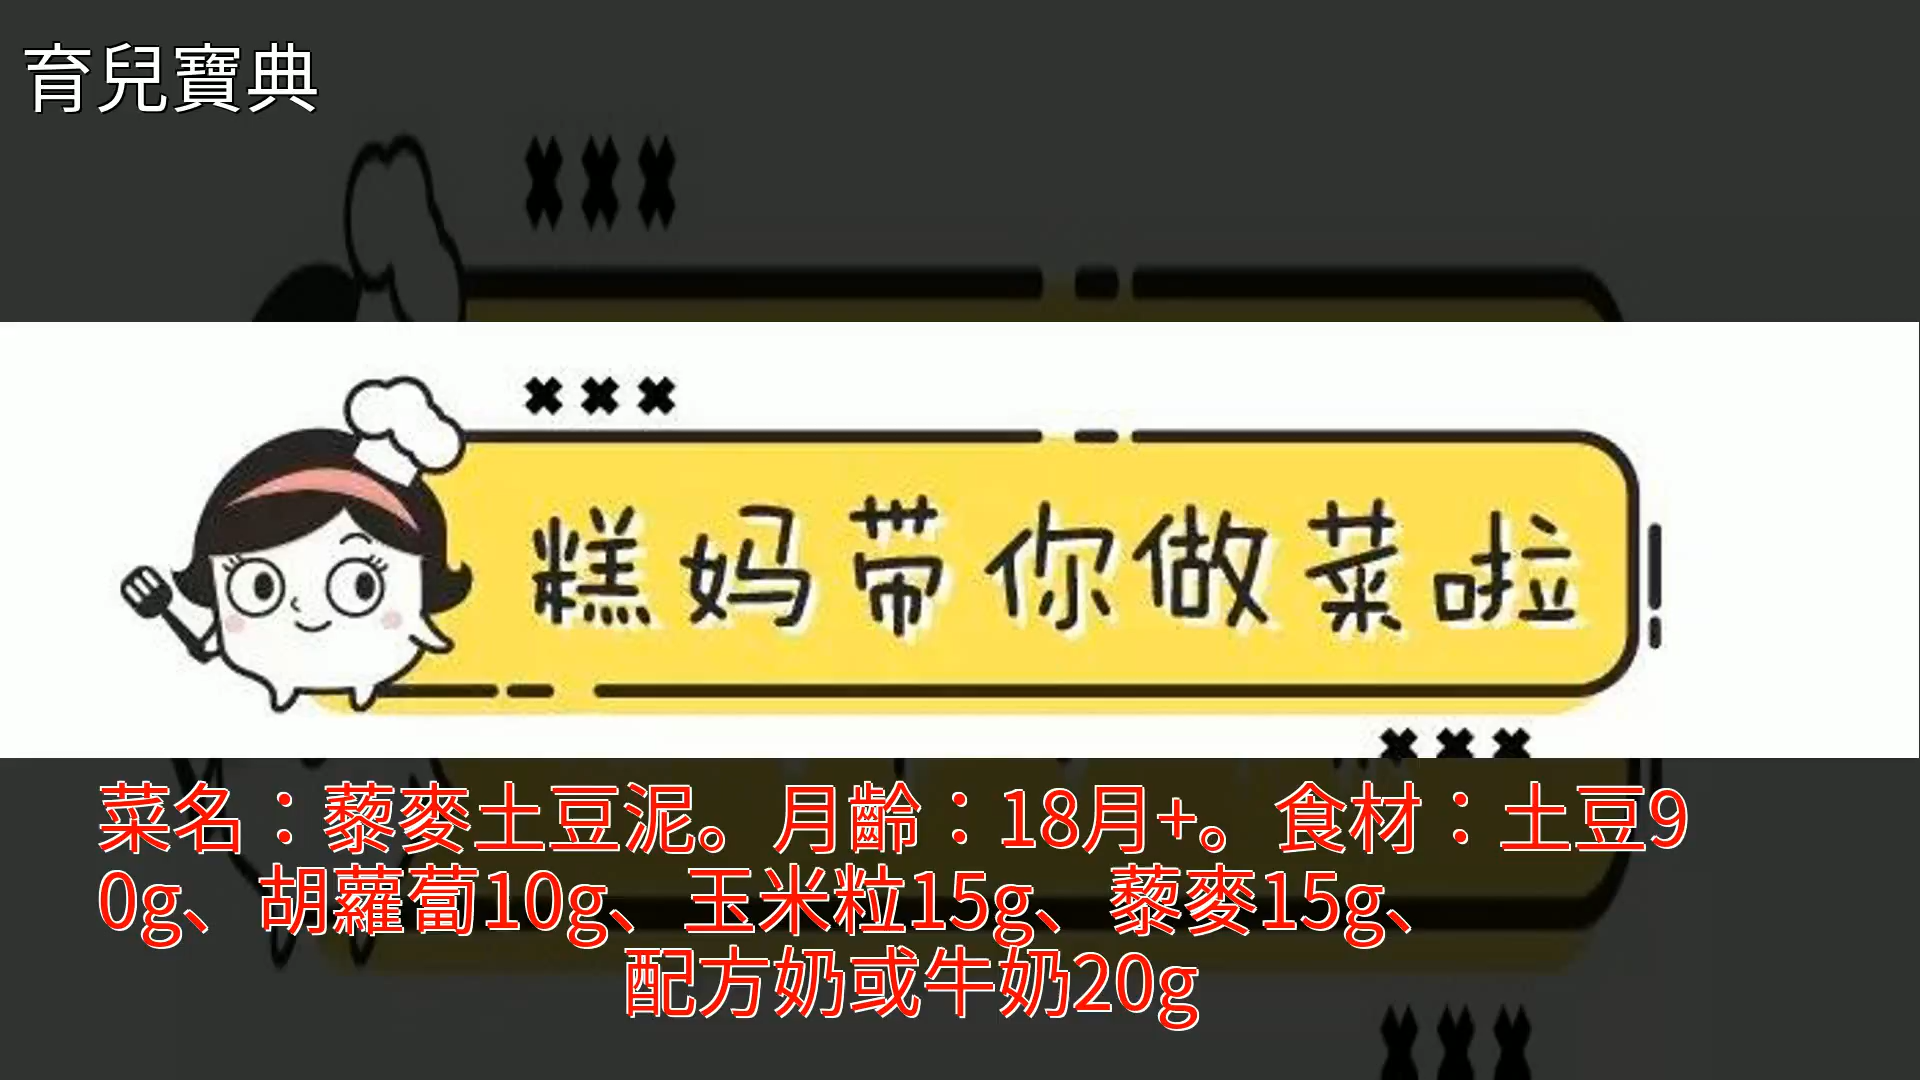 育兒寶典
糕妈带你做菜啦
菜名：藜麥土豆泥。月齡：18月+。食材：土豆9
0g、胡蘿蔔10g、玉米粒15g、藜麥15g、
配方奶或牛奶20g